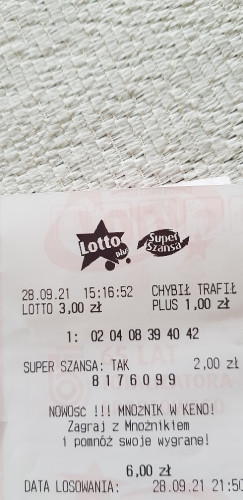 Lotto plus
Super Szansa
28.09.21 15:16:52 CHYBIŁ TRAFIŁ
LOTTO 3,00 zł PLUS 1,00 zł
1: 02 04 08 39 40 42
SUPER SZANSA: TAK 2,00 zł
8176099
NOWOŚC !!! MNOŻNIK W KENO!
Zagraj z Mnożnikiem
i pomnóż swoje wygrane!
6,00 zł
DATA LOSOWANIA: 28.09.21 21:50